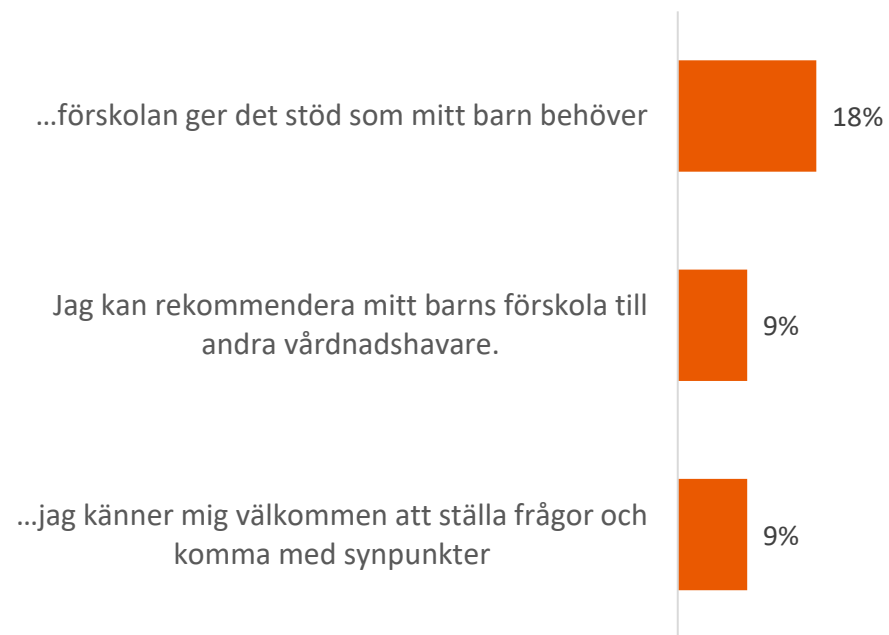 ...förskolan ger det stöd som mitt barn behöver
18%
Jag kan rekommendera mitt barns förskola till
andra vårdnadshavare.
9%
...jag känner mig välkommen att ställa frågor och
komma med synpunkter
9%